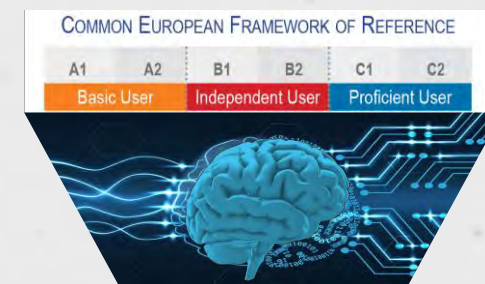 COMMON EUROPEAN FRAMEWORK OF REFERENCE
A1 A2 B1 B2 C1 C2
Basic User Independent User Proficient User